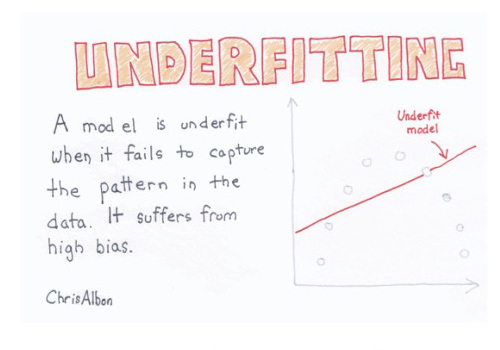 UNDERFITTING
A model is underfit
when it fails to capture
the pattern in the
data. It suffers from
high bias.
ChrisAlbon
Underfit
model